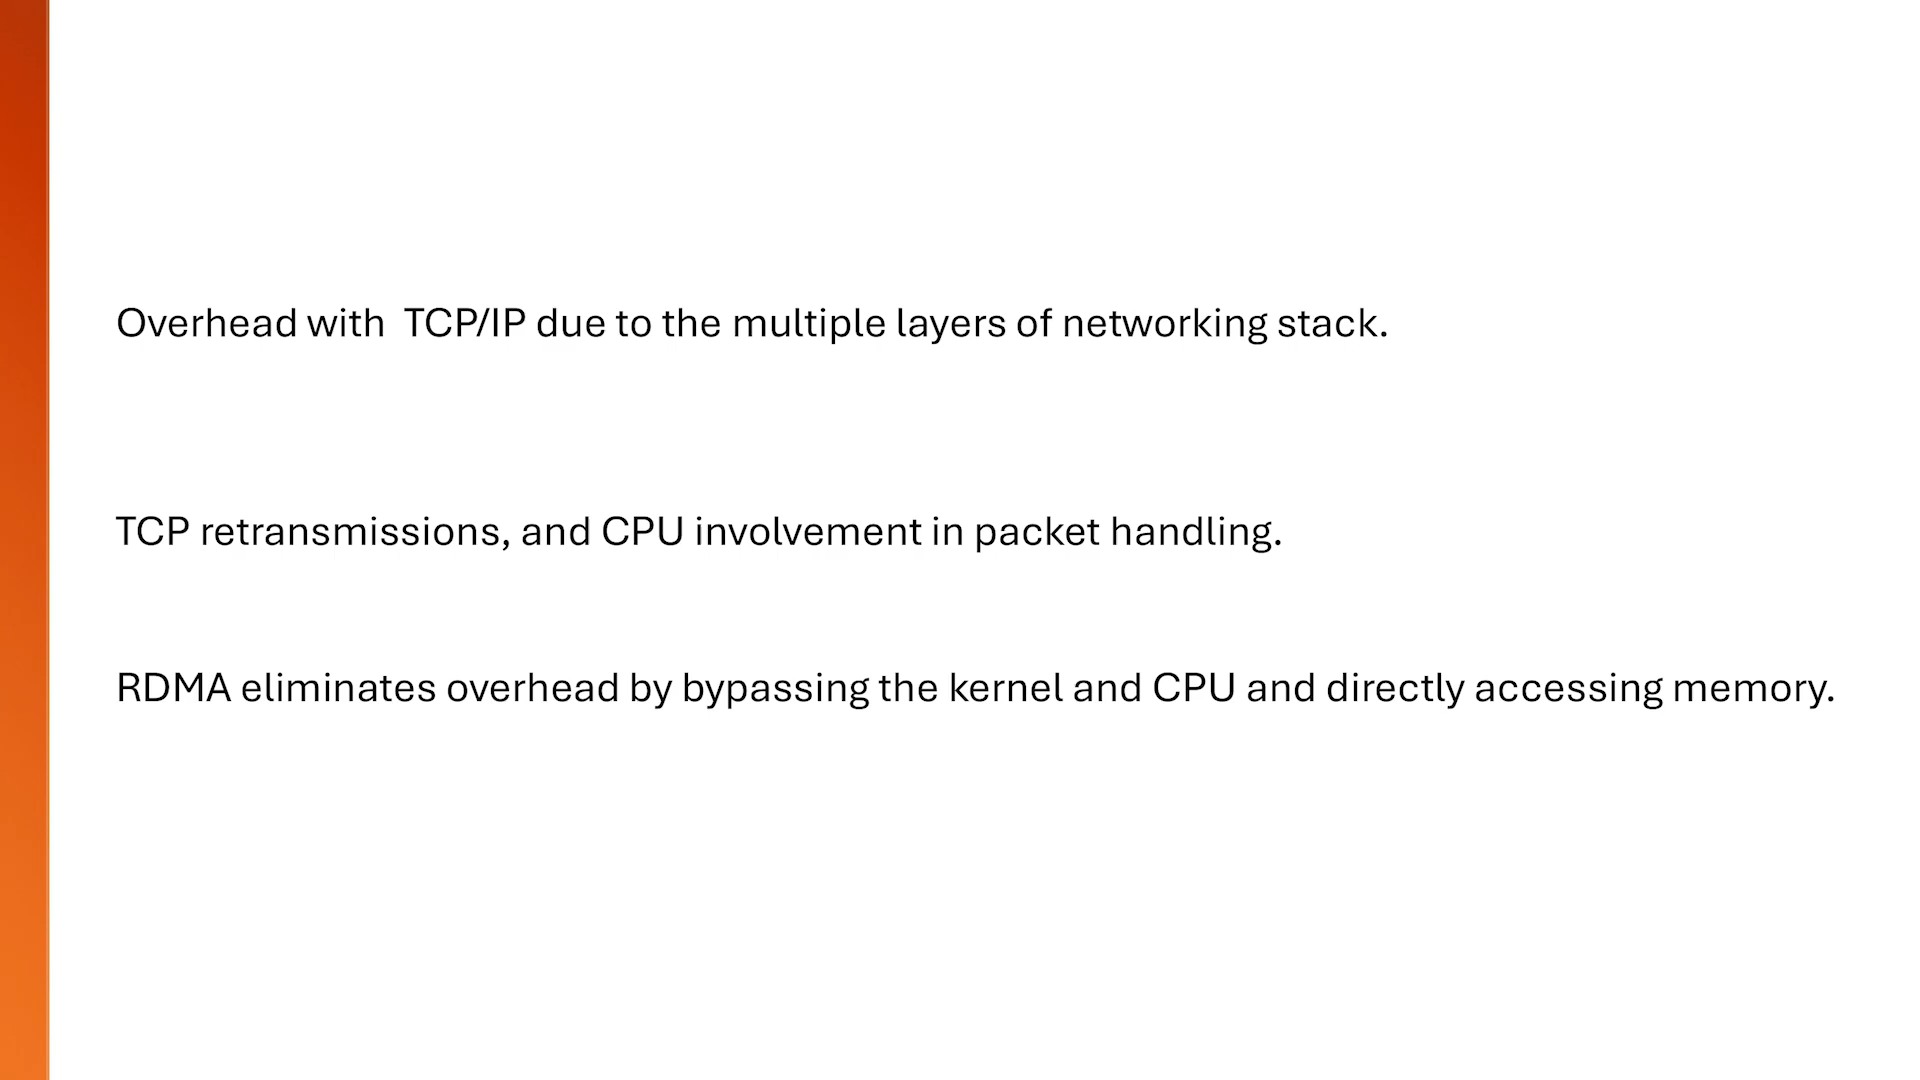 Overhead with  TCP/IP due to the multiple layers of networking stack.
TCP retransmissions, and CPU involvement in packet handling.
RDMA eliminates overhead by bypassing the kernel and CPU and directly accessing memory.